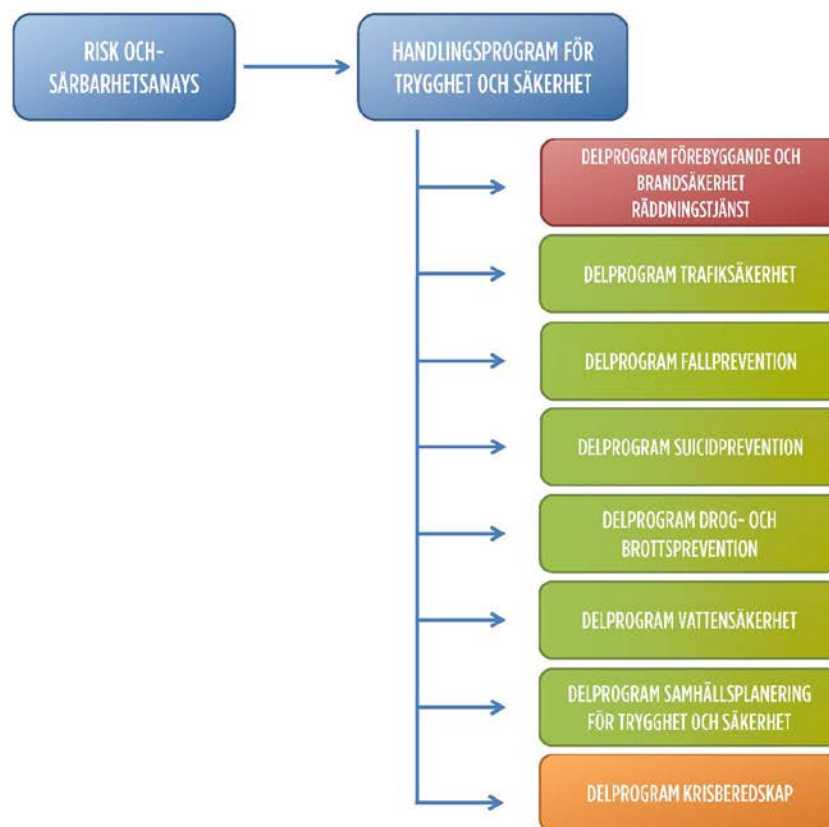 RISK OCH-
SÅRBARHETSANAYS
HANDLINGSPROGRAM FÖR
TRYGGHET OCH SÄKERHET
DELPROGRAM FÖREBYGGANDE OCH
BRANDSÄKERHET
RÄDDNINGSTJÄNST
DELPROGRAM TRAFIKSÄKERHET
DELPROGRAM FALLPREVENTION
DELPROGRAM SUICIDPREVENTION
DELPROGRAM DROG- OCH
BROTTSPREVENTION
DELPROGRAM VATTENSÄKERHET
DELPROGRAM SAMHÄLLSPLANERING
FÖR TRYGGHET OCH SÄKERHET
DELPROGRAM KRISBEREDSKAP